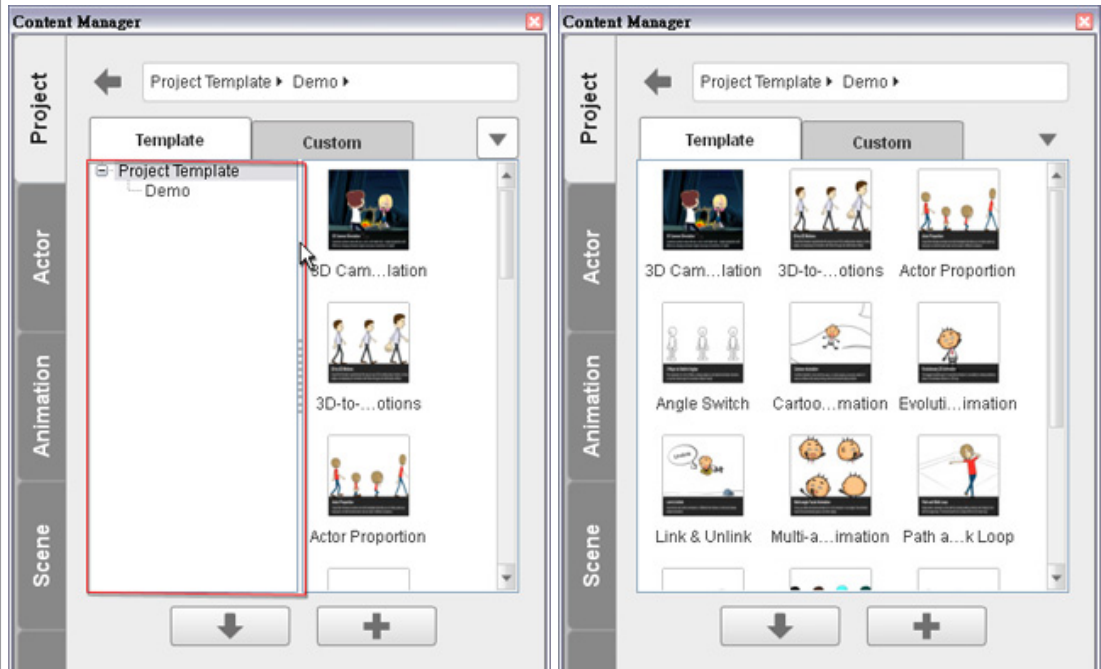 Content Manager
Project
Actor
Animation
Scene
Project Template ▸ Demo ▸
Template
Custom
Project Template
Demo
3D Cam...lation
3D-to-...otions
Actor Proportion
Content Manager
Project
Actor
Animation
Scene
Project Template ▸ Demo ▸
Template
Custom
3D Cam...lation 3D-to-...otions Actor Proportion
Angle Switch Cartoo...mation Evoluti...imation
Link & Unlink Multi-a...imation Path a...k Loop